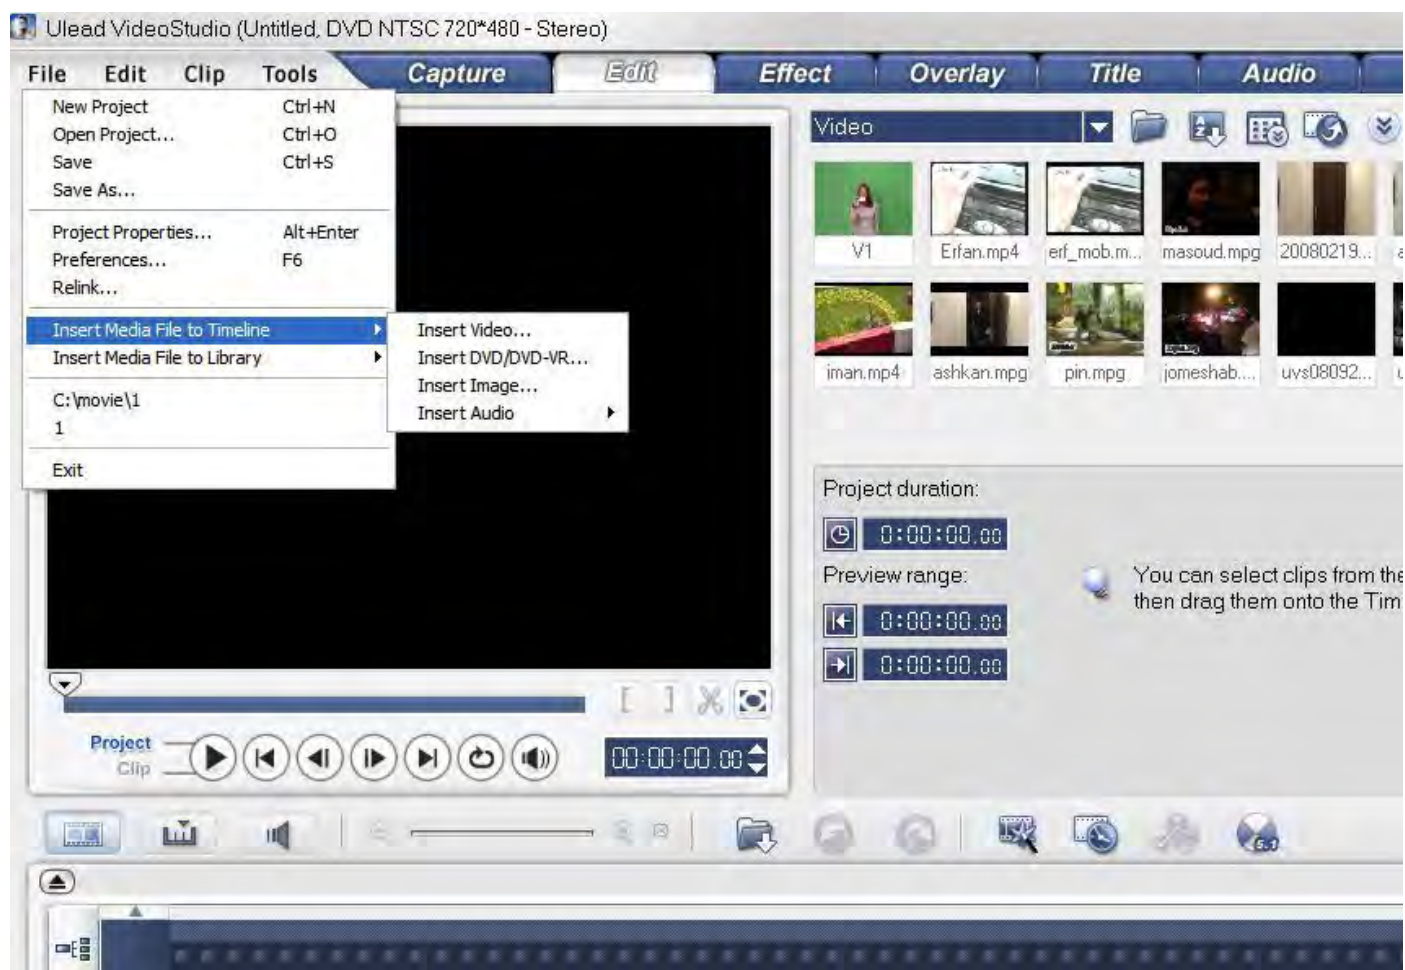 Ulead VideoStudio (Untitled, DVD NTSC 720*480 - Stereo)
File Edit Clip Tools Capture Edit Effect Overlay Title Audio
New Project Ctrl+N
Open Project... Ctrl+O
Save Ctrl+S
Save As...
Project Properties... Alt+Enter
Preferences... F6
Relink...
Insert Media File to Timeline
Insert Media File to Library
C:\movie\1
1
Exit
Insert Video...
Insert DVD/DVD-VR...
Insert Image...
Insert Audio
Video
V1 Erfan.mp4 erf_mob.m... masoud.mpg 20080219...
iman.mp4 ashkan.mpg pin.mpg jomeshab.... uvs08092...
Project duration:
0:00:00.00
Preview range:
0:00:00.00
0:00:00.00
You can select clips from the
then drag them onto the Tim
Project
Clip
00:00:00.00
5.1